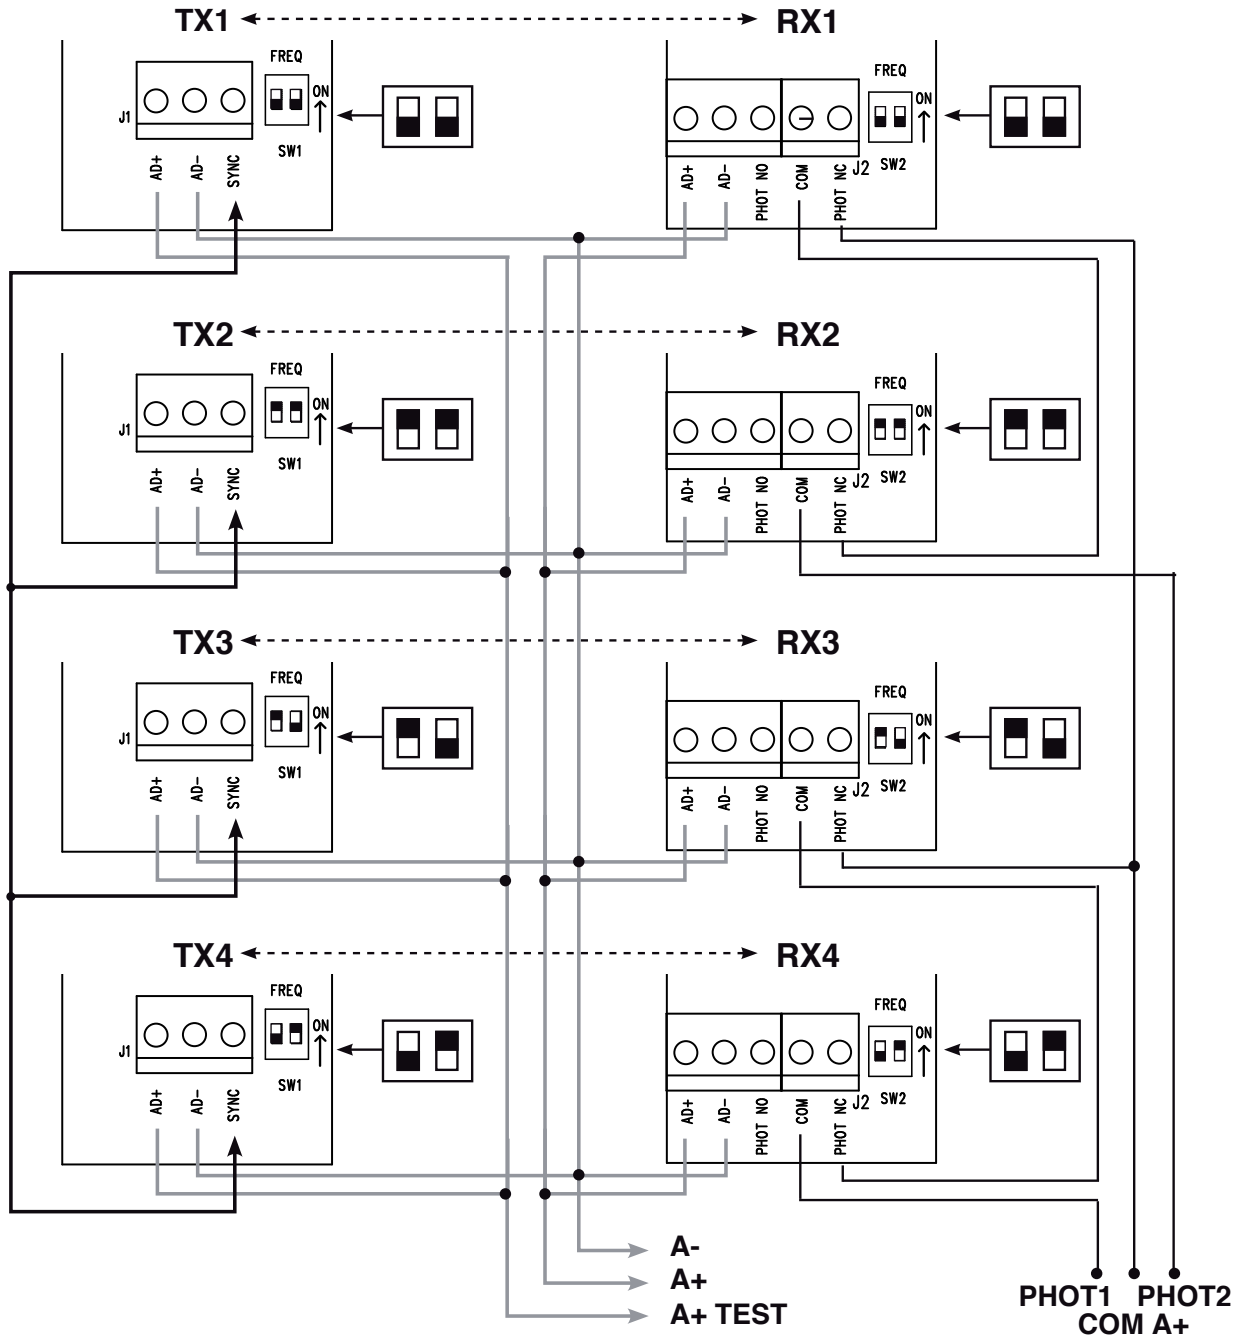 TX1 RX1
FREQ
ON
J1
SW1
AD+
AD-
SYNC
FREQ
ON
J2
SW2
AD+
AD-
PHOT NO
COM
PHOT NC
TX2 RX2
FREQ
ON
J1
SW1
AD+
AD-
SYNC
FREQ
ON
J2
SW2
AD+
AD-
PHOT NO
COM
PHOT NC
TX3 RX3
FREQ
ON
J1
SW1
AD+
AD-
SYNC
FREQ
ON
J2
SW2
AD+
AD-
PHOT NO
COM
PHOT NC
TX4 RX4
FREQ
ON
J1
SW1
AD+
AD-
SYNC
FREQ
ON
J2
SW2
AD+
AD-
PHOT NO
COM
PHOT NC
A-
A+
A+ TEST
PHOT1 PHOT2
COM A+